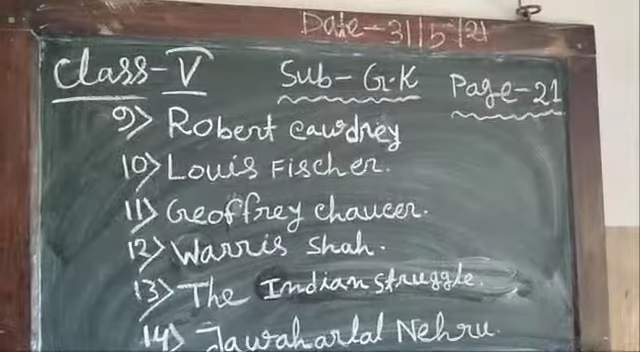 Date-31/5/21
Class-V Sub-G.K Page-21
9> Robert Cawdrey
10> Louis Fischer.
11> Geoffrey Chaucer.
12> Warris Shah.
13> The Indian struggle.
14> Jawaharlal Nehru.